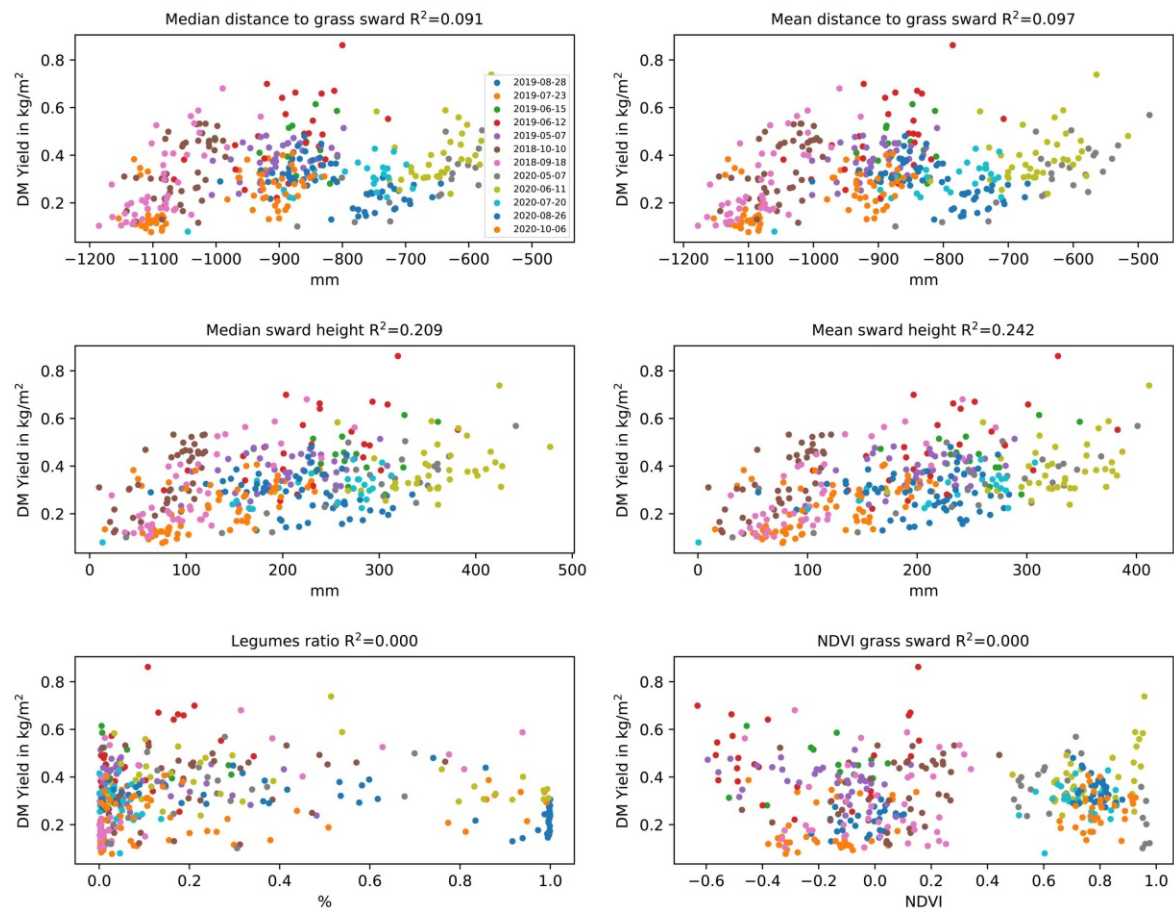 Median distance to grass sward R²=0.091
DM Yield in kg/m²
0.8
0.6
0.4
0.2
2019-08-28
2019-07-23
2019-06-15
2019-06-12
2019-05-07
2018-10-10
2018-09-18
2020-05-07
2020-06-11
2020-07-20
2020-08-26
2020-10-06
−1200 −1100 −1000 −900 −800 −700 −600 −500
mm
Mean distance to grass sward R²=0.097
DM Yield in kg/m²
0.8
0.6
0.4
0.2
−1200 −1100 −1000 −900 −800 −700 −600 −500
mm
Median sward height R²=0.209
DM Yield in kg/m²
0.8
0.6
0.4
0.2
0 100 200 300 400 500
mm
Mean sward height R²=0.242
DM Yield in kg/m²
0.8
0.6
0.4
0.2
0 100 200 300 400
mm
Legumes ratio R²=0.000
DM Yield in kg/m²
0.8
0.6
0.4
0.2
0.0 0.2 0.4 0.6 0.8 1.0
%
NDVI grass sward R²=0.000
DM Yield in kg/m²
0.8
0.6
0.4
0.2
−0.6 −0.4 −0.2 0.0 0.2 0.4 0.6 0.8 1.0
NDVI